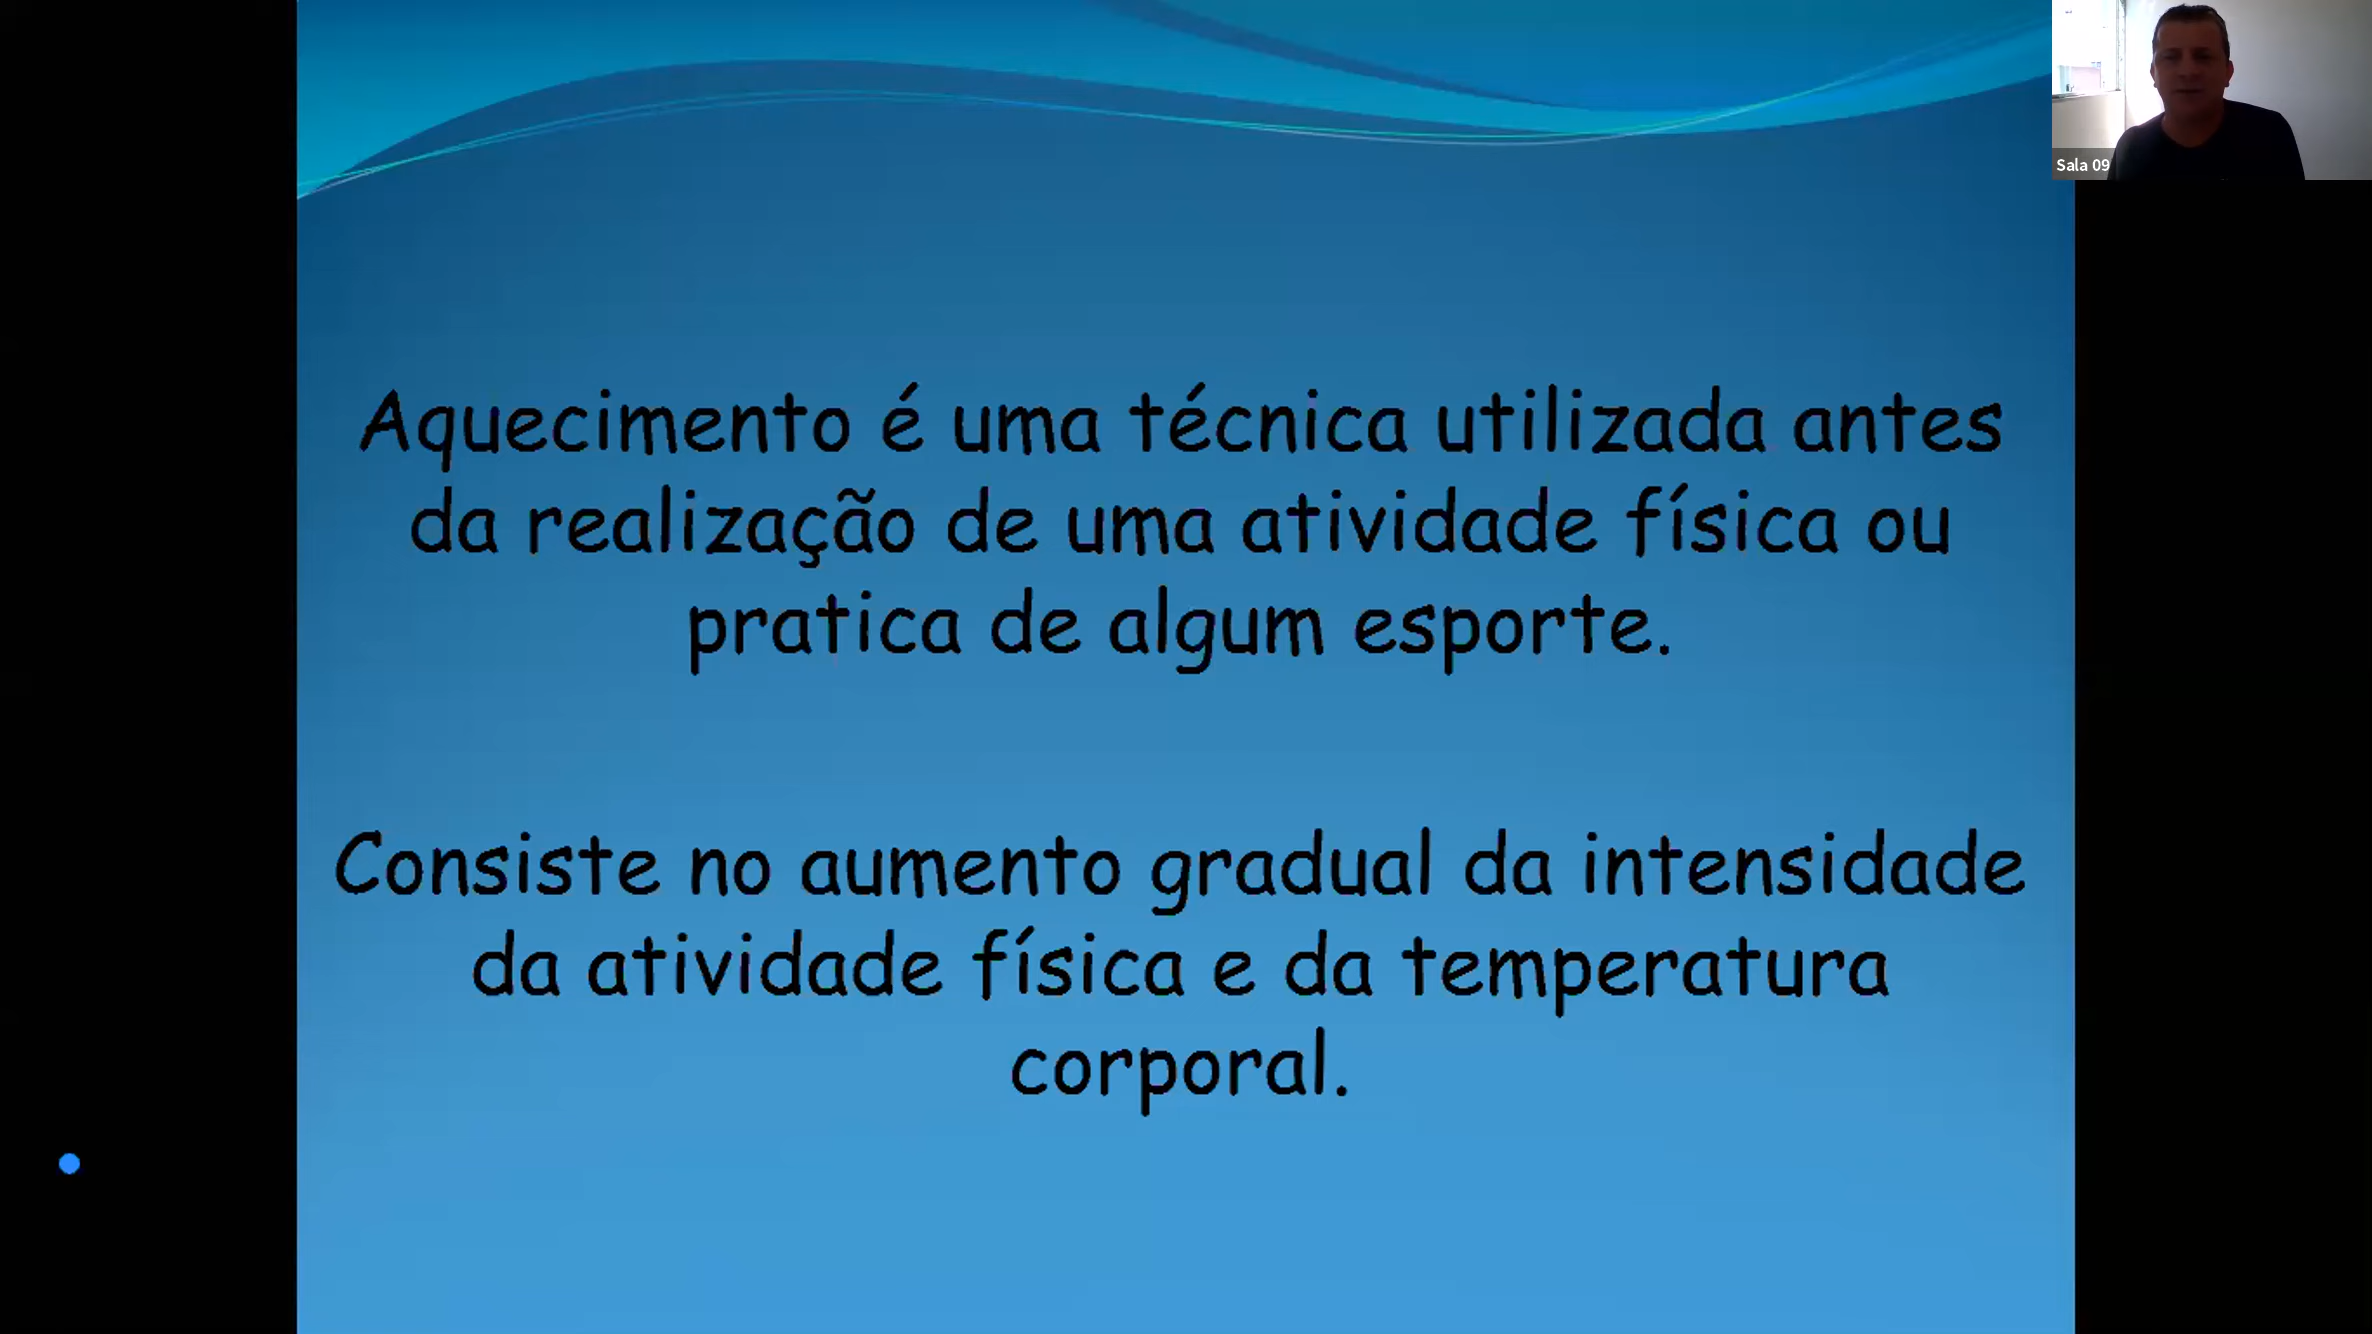 Sala 09
Aquecimento é uma técnica utilizada antes
da realização de uma atividade física ou
pratica de algum esporte.
Consiste no aumento gradual da intensidade
da atividade física e da temperatura
corporal.